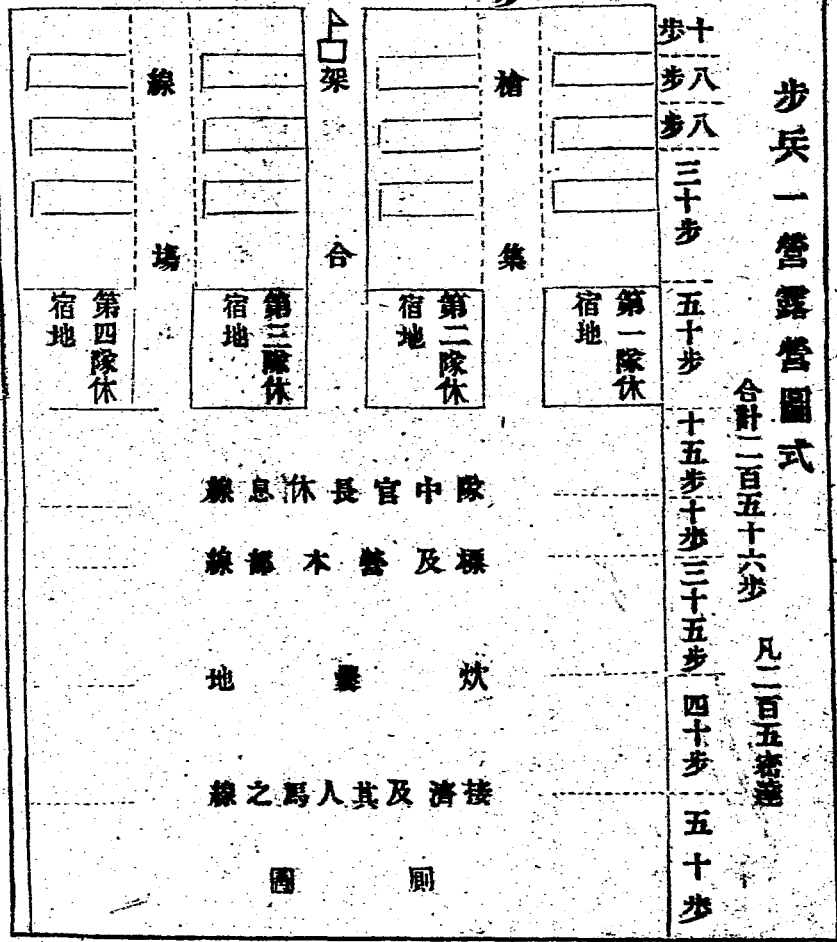 步兵一營露營圖式
合計二百五十六步　凡二百五密達
十步
八步
八步
三十步
五十步
十五步
十步
三十五步
四十步
五十步
槍集
架合
線場
第一隊休宿地
第二隊休宿地
第三隊休宿地
第四隊休宿地
隊中官長休息線
標及營本部線
炊爨地
接濟及其人馬之線
廁圊